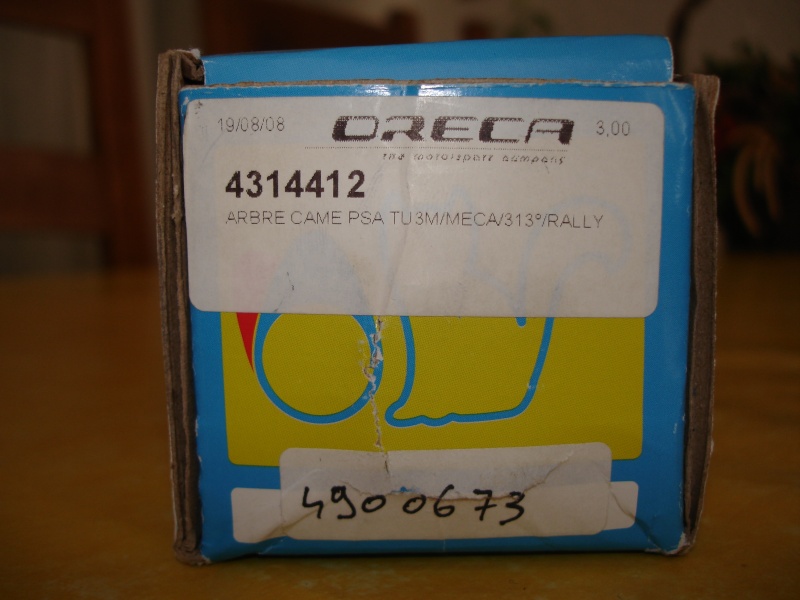 19/08/08 ORECA 3,00
the motorsport company
4314412
ARBRE CAME PSA TU3M/MECA/313°/RALLY
4900673